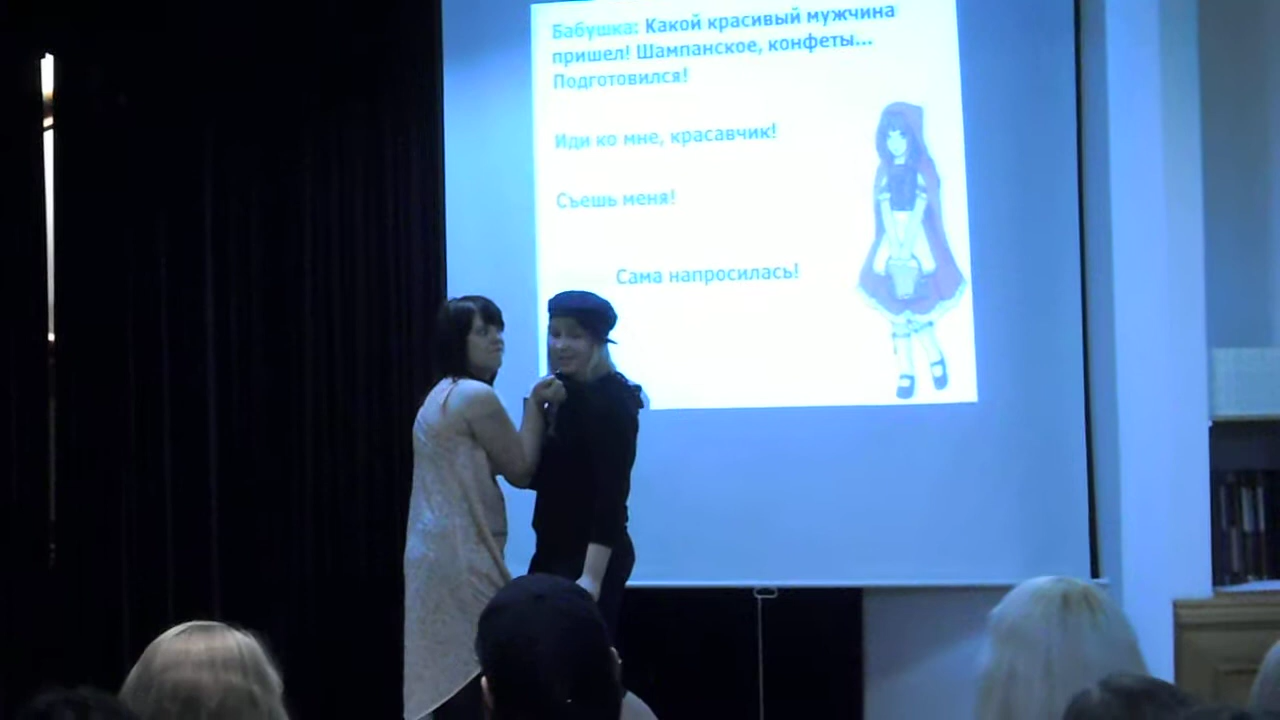 Бабушка: Какой красивый мужчина
пришел! Шампанское, конфеты...
Подготовился!
Иди ко мне, красавчик!
Съешь меня!
Сама напросилась!